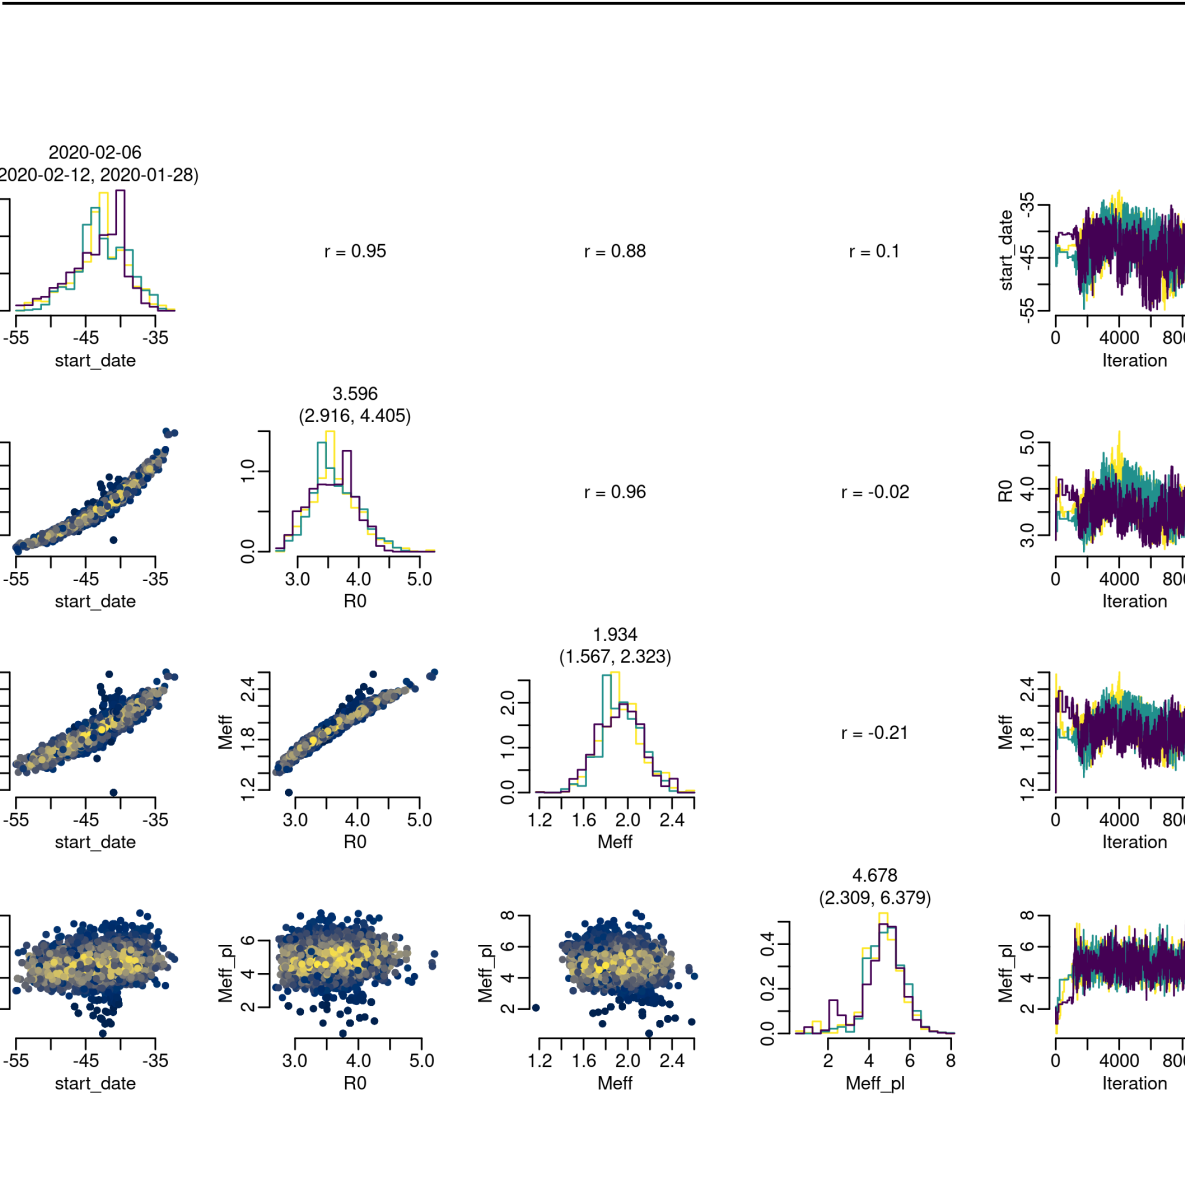 2020-02-06
2020-02-12, 2020-01-28)
-55 -45 -35
start_date
r = 0.95
r = 0.88
r = 0.1
start_date
-55 -45 -35
0 4000 800
Iteration
3.596
(2.916, 4.405)
-55 -45 -35
start_date
0.0 1.0
3.0 4.0 5.0
R0
r = 0.96
r = -0.02
R0
3.0 4.0 5.0
0 4000 800
Iteration
1.934
(1.567, 2.323)
-55 -45 -35
start_date
Meff
1.2 1.8 2.4
3.0 4.0 5.0
R0
0.0 1.0 2.0
1.2 1.6 2.0 2.4
Meff
r = -0.21
Meff
1.2 1.8 2.4
0 4000 800
Iteration
4.678
(2.309, 6.379)
-55 -45 -35
start_date
Meff_pl
2 4 6
3.0 4.0 5.0
R0
Meff_pl
2 4 6 8
1.2 1.6 2.0 2.4
Meff
0.0 0.2 0.4
2 4 6 8
Meff_pl
Meff_pl
2 4 6 8
0 4000 800
Iteration